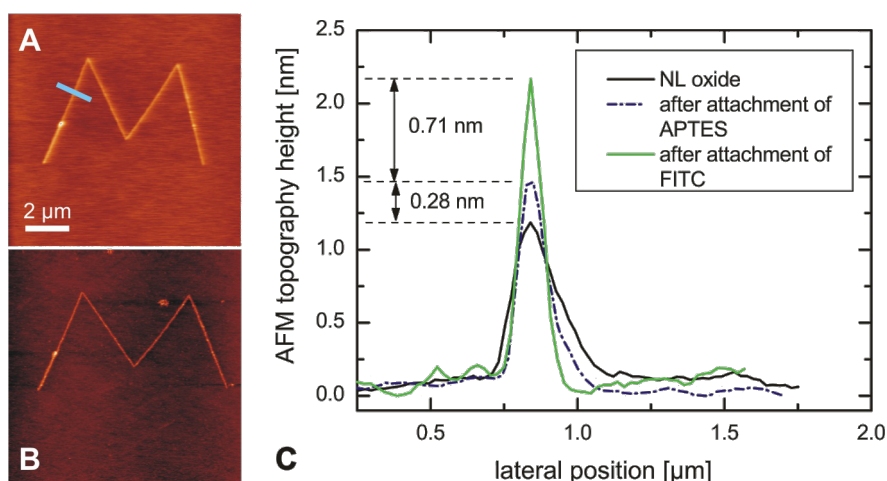 A
2 µm
B
C
AFM topography height [nm]
2.5
2.0
1.5
1.0
0.5
0.0
0.71 nm
0.28 nm
NL oxide
after attachment of
APTES
after attachment of
FITC
0.5
1.0
1.5
2.0
lateral position [µm]